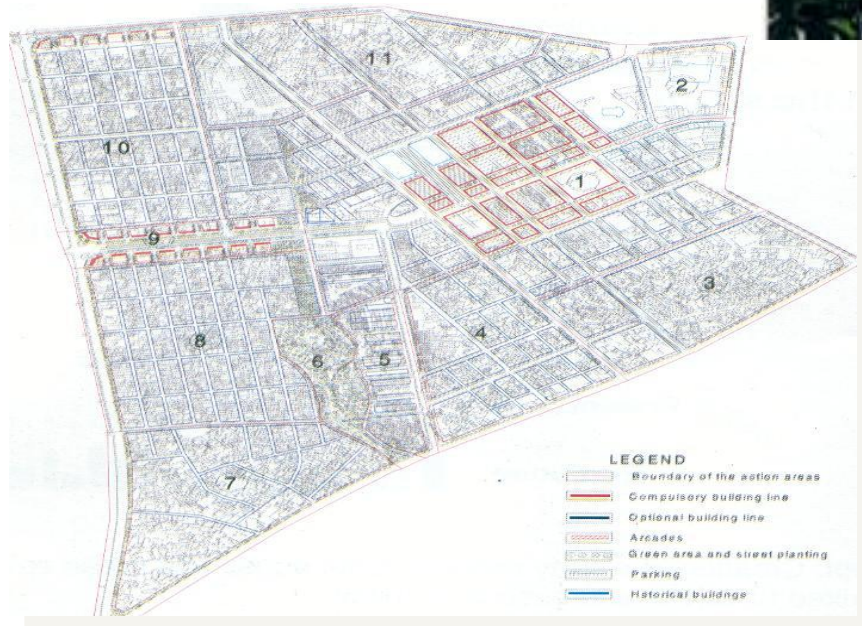 11
2
10
1
9
3
8
4
6
5
7
LEGEND
Boundary of the action areas
Compulsory building line
Optional building line
Arcades
Green area and street planting
Parking
Historical buildings